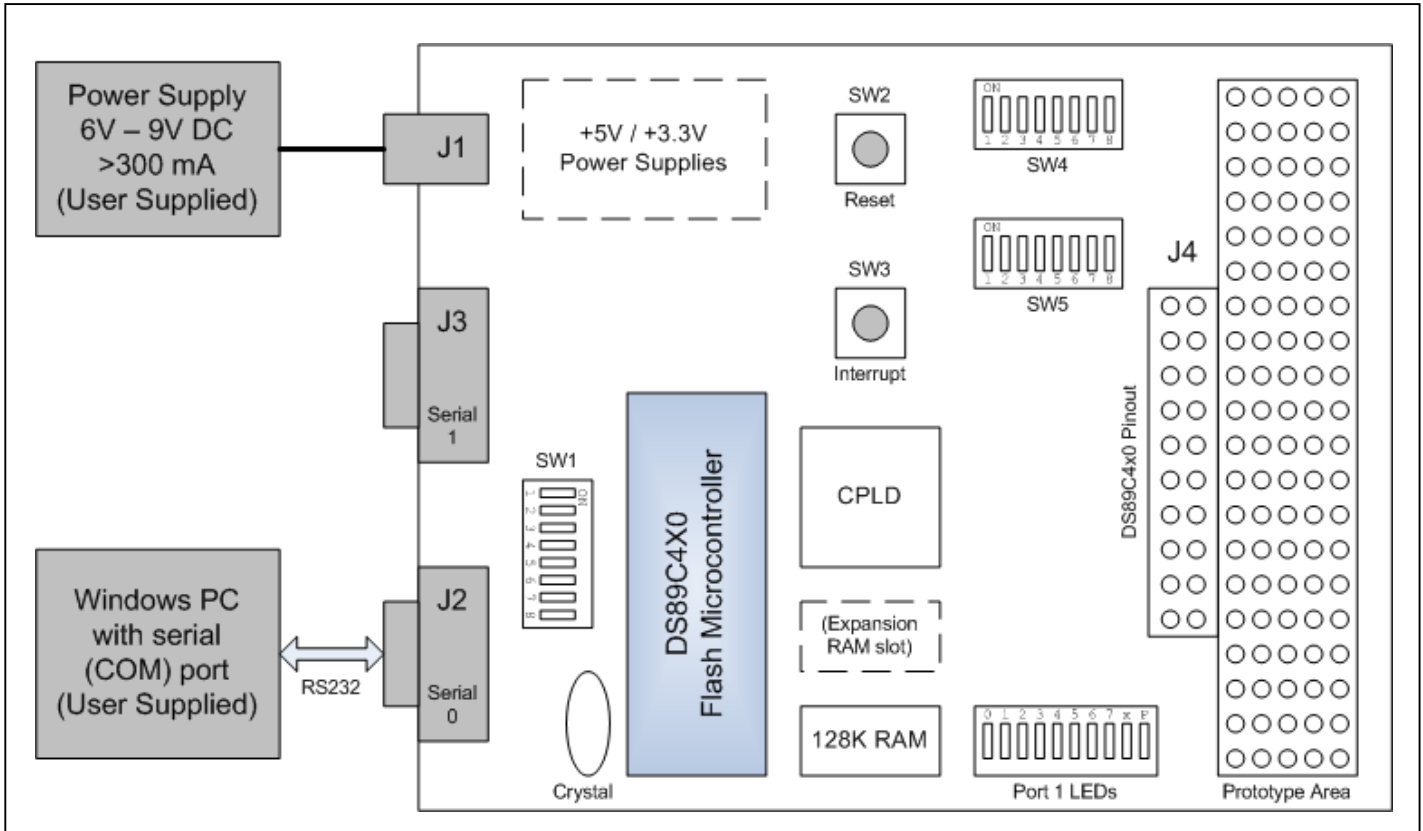 Power Supply
6V – 9V DC
>300 mA
(User Supplied)
J1
+5V / +3.3V
Power Supplies
SW2
Reset
ON
1 2 3 4 5 6 7 8
SW4
SW3
Interrupt
ON
1 2 3 4 5 6 7 8
SW5
J4
DS89C4x0 Pinout
J3
Serial
1
SW1
ON
1
2
3
4
5
6
7
8
DS89C4X0
Flash Microcontroller
CPLD
(Expansion
RAM slot)
128K RAM
Windows PC
with serial
(COM) port
(User Supplied)
RS232
J2
Serial
0
Crystal
0 1 2 3 4 5 6 7 x P
Port 1 LEDs
Prototype Area